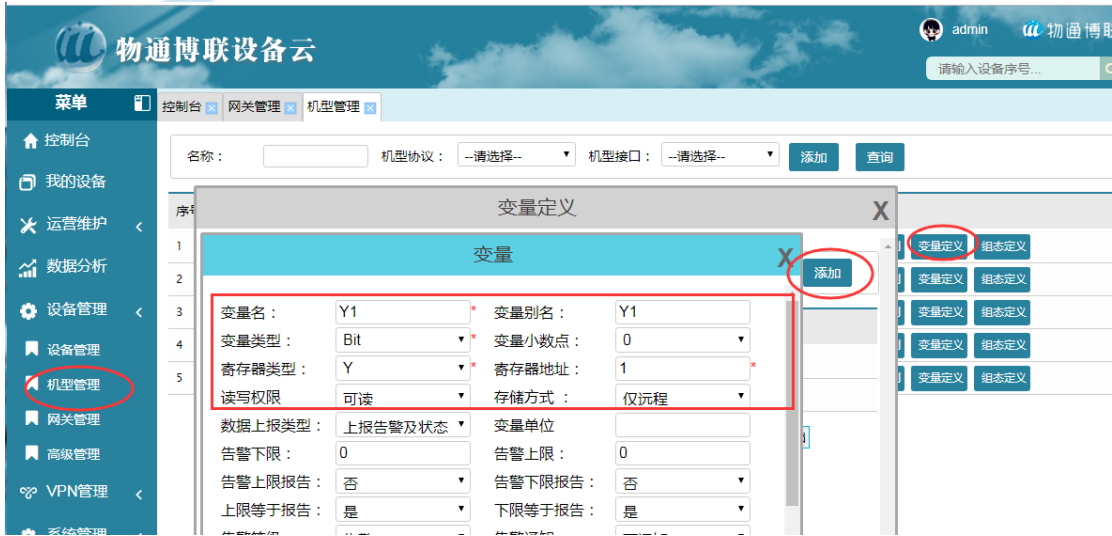 物通博联设备云
admin
物通博联
请输入设备序号...
菜单
控制台 网关管理 机型管理
控制台
我的设备
运营维护
数据分析
设备管理
设备管理
机型管理
网关管理
高级管理
VPN管理
系统管理
名称： 机型协议： --请选择-- 机型接口： --请选择-- 添加 查询
变量定义 X
变量 X
添加
变量名： Y1 * 变量别名： Y1
变量类型： Bit * 变量小数点： 0
寄存器类型： Y * 寄存器地址： 1 *
读写权限 可读 存储方式 ： 仅远程
数据上报类型： 上报告警及状态 变量单位
告警下限： 0 告警上限： 0
告警上限报告： 否 告警下限报告： 否
上限等于报告： 是 下限等于报告： 是
序号
1 变量定义 组态定义
2 变量定义 组态定义
3 变量定义 组态定义
4 变量定义 组态定义
5 变量定义 组态定义